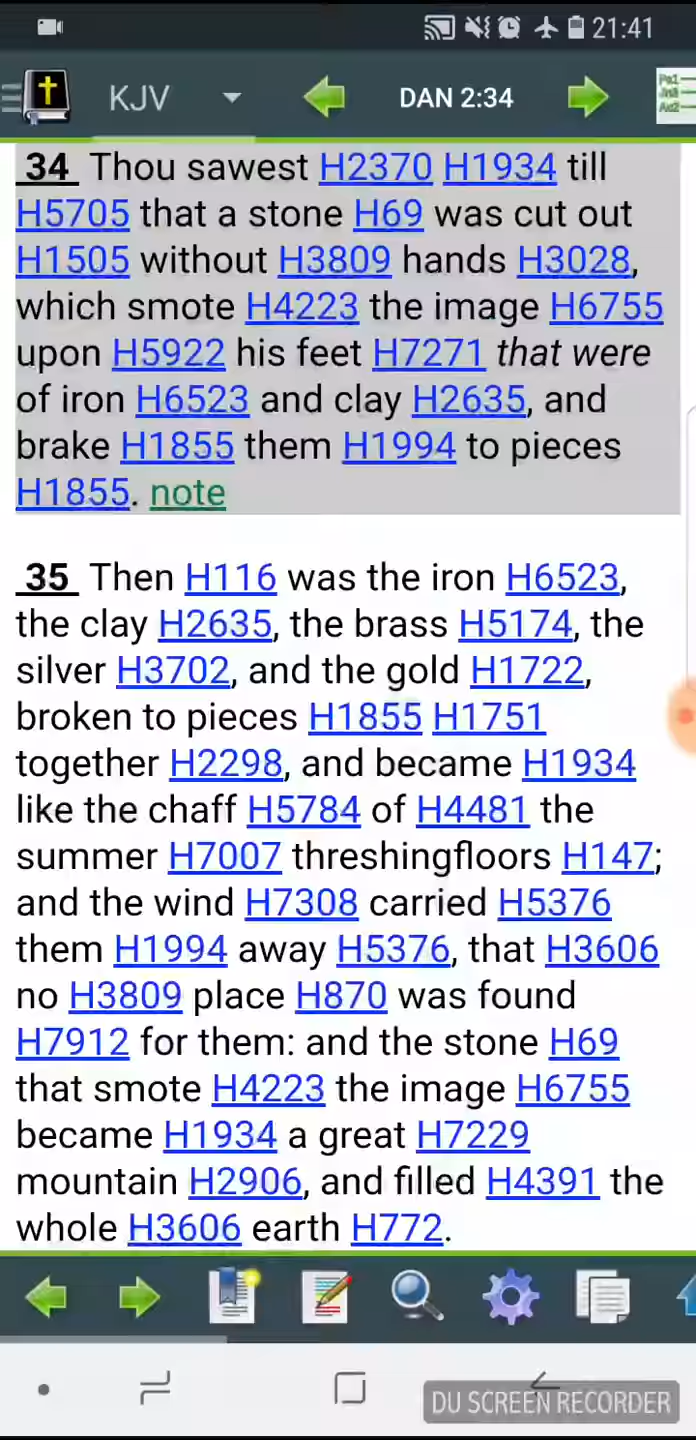 21:41
KJV DAN 2:34
34 Thou sawest H2370 H1934 till
H5705 that a stone H69 was cut out
H1505 without H3809 hands H3028,
which smote H4223 the image H6755
upon H5922 his feet H7271 that were
of iron H6523 and clay H2635, and
brake H1855 them H1994 to pieces
H1855. note
35 Then H116 was the iron H6523,
the clay H2635, the brass H5174, the
silver H3702, and the gold H1722,
broken to pieces H1855 H1751
together H2298, and became H1934
like the chaff H5784 of H4481 the
summer H7007 threshingfloors H147;
and the wind H7308 carried H5376
them H1994 away H5376, that H3606
no H3809 place H870 was found
H7912 for them: and the stone H69
that smote H4223 the image H6755
became H1934 a great H7229
mountain H2906, and filled H4391 the
whole H3606 earth H772.
DU SCREEN RECORDER